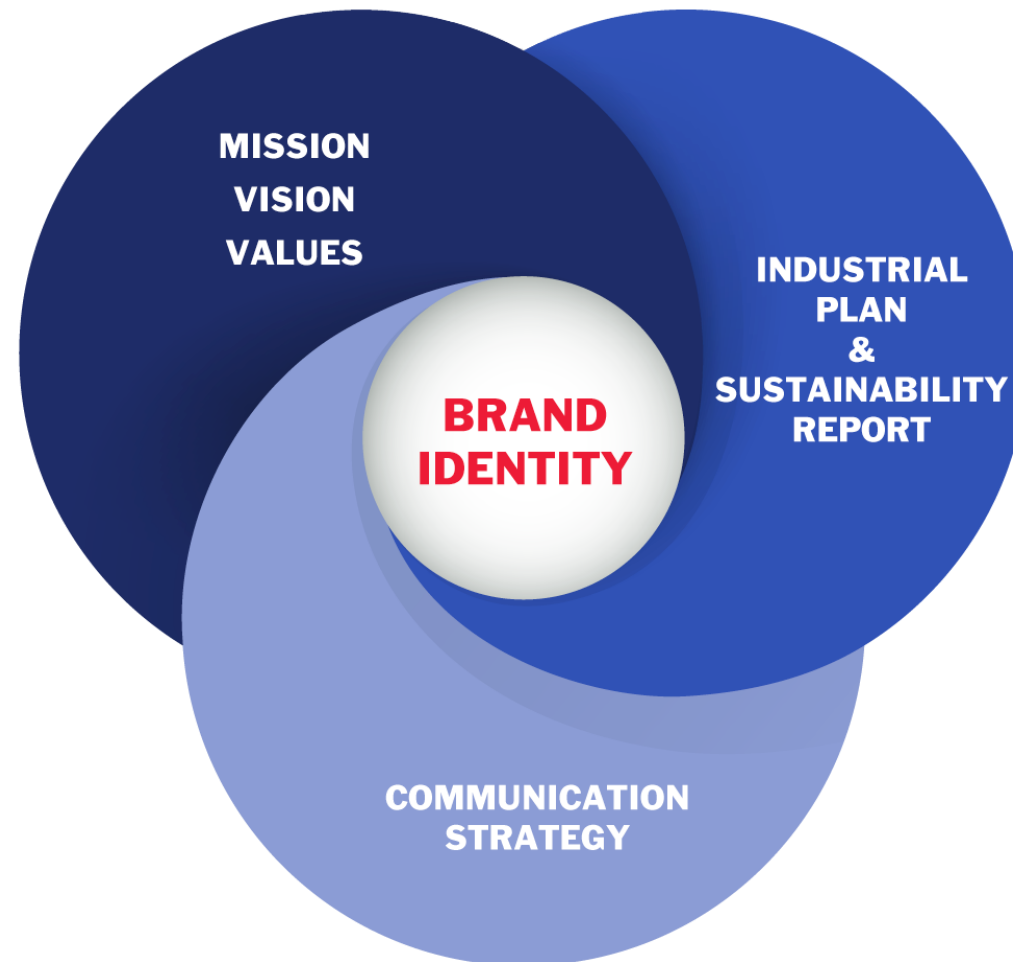 MISSION
VISION
VALUES
INDUSTRIAL
PLAN
&
SUSTAINABILITY
REPORT
BRAND
IDENTITY
COMMUNICATION
STRATEGY